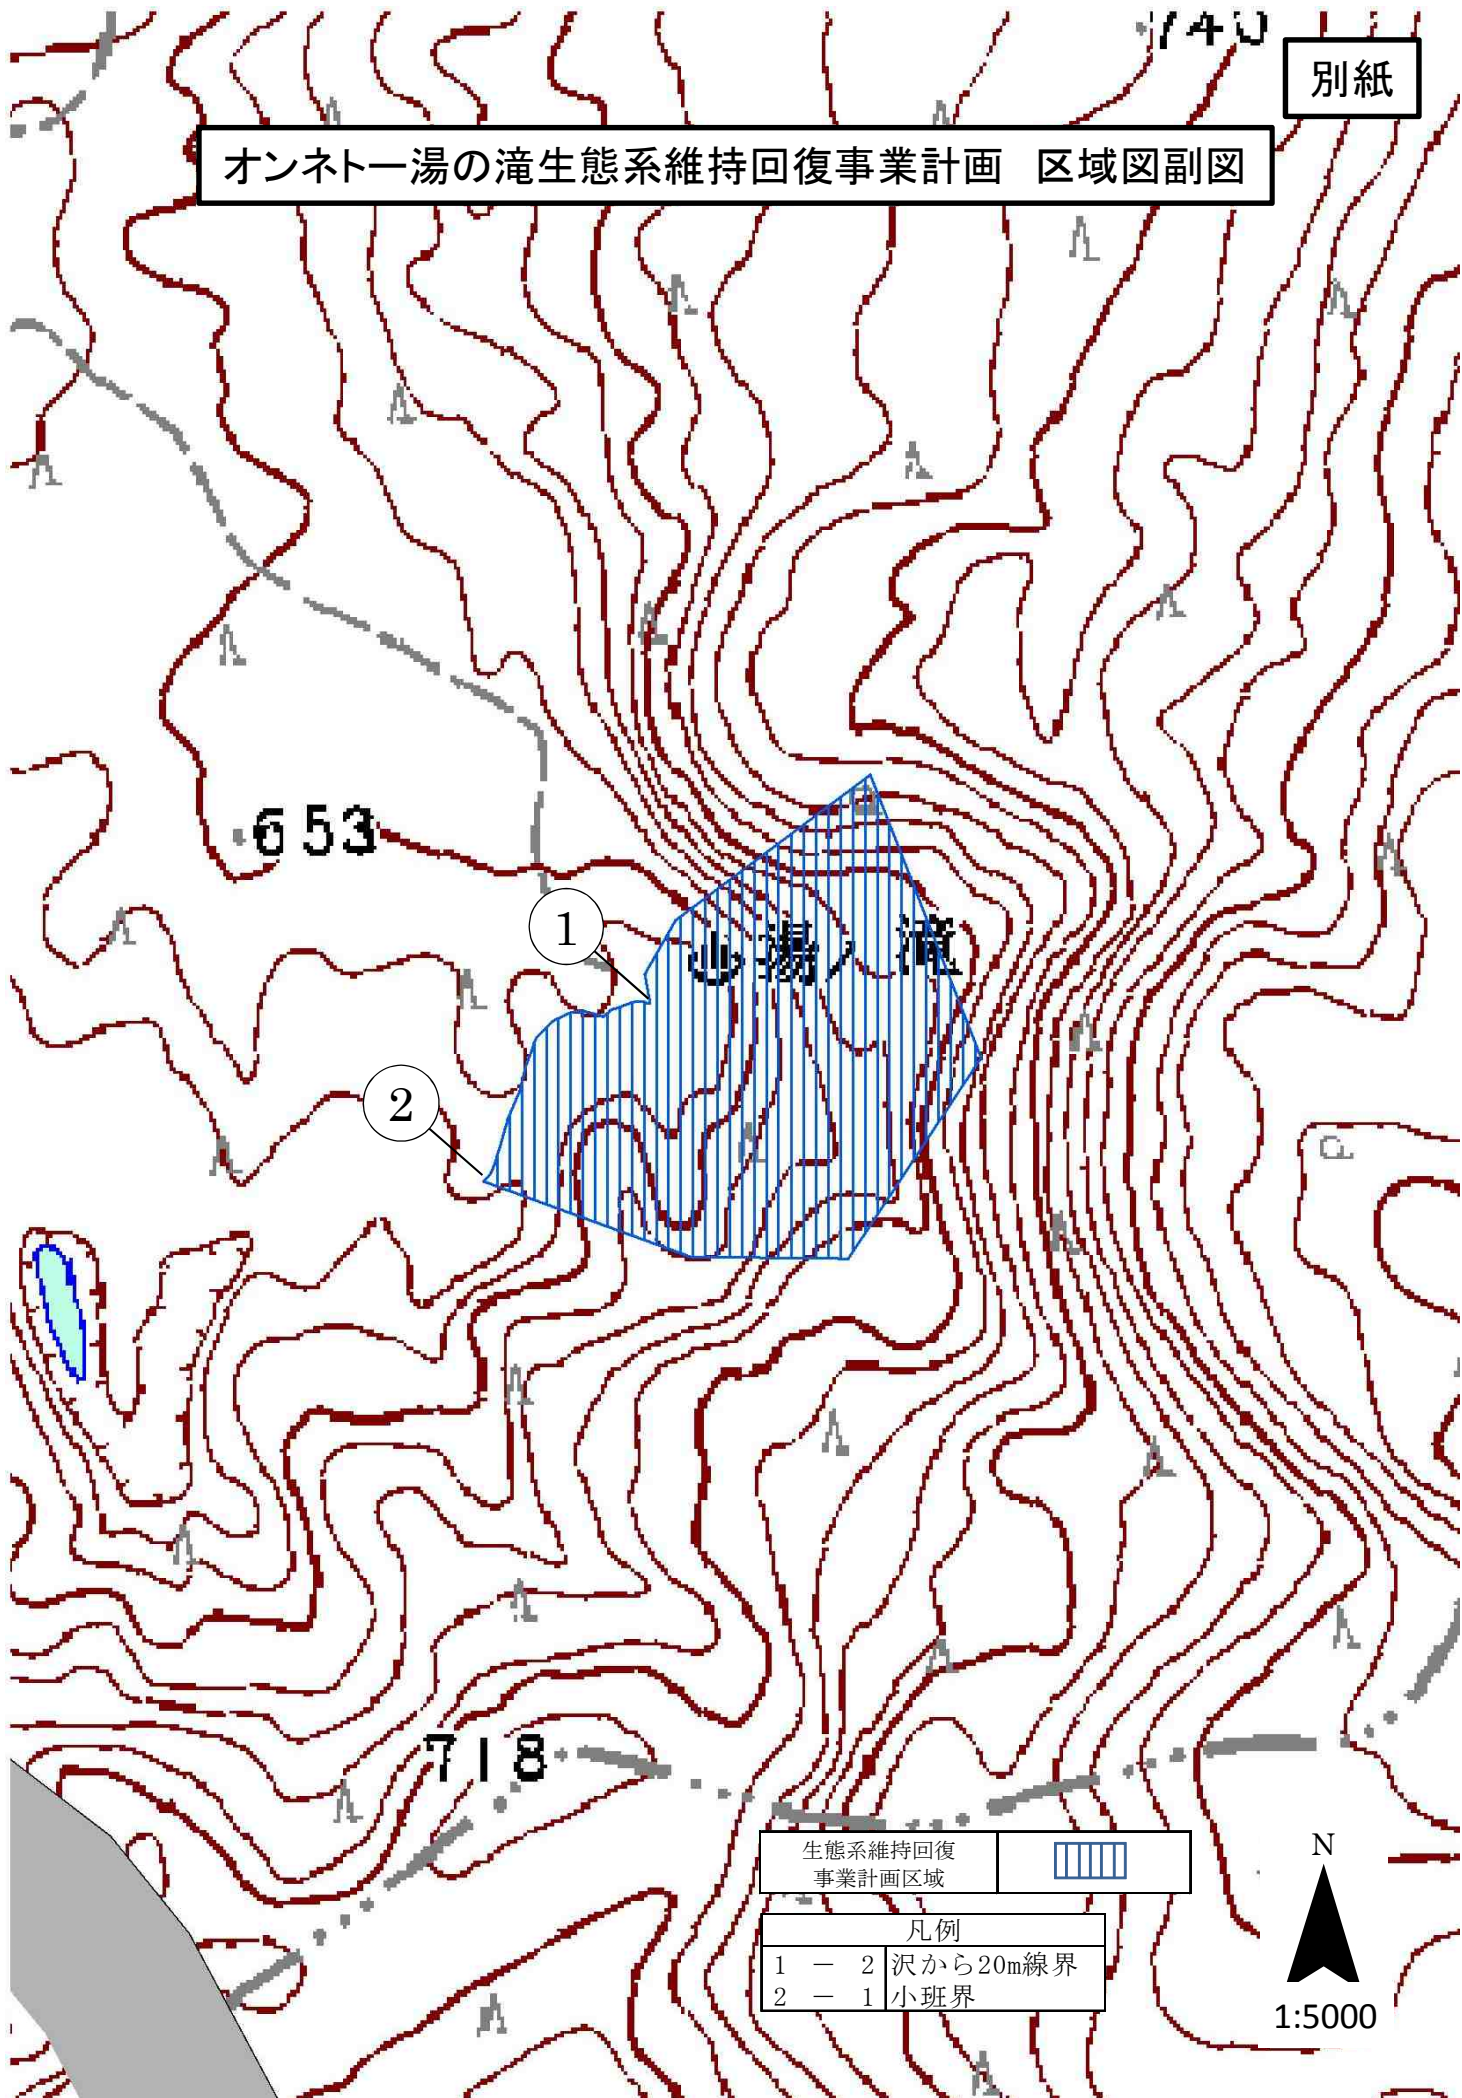 740
別紙
オンネトー湯の滝生態系維持回復事業計画　区域図副図
653
1
湯ノ滝
2
718
生態系維持回復
事業計画区域
凡例
1 － 2 沢から20m線界
2 － 1 小班界
N
1:5000